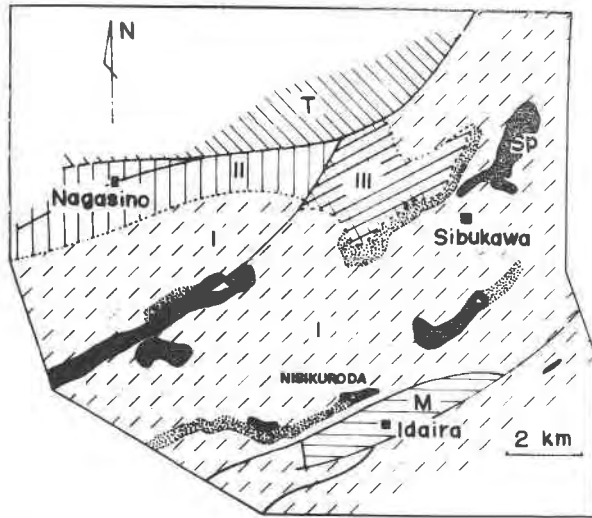 N
T
II
III
Sp
Nagasino
Sibukawa
I
I
NISIKURODA
M
Idaira
2 km